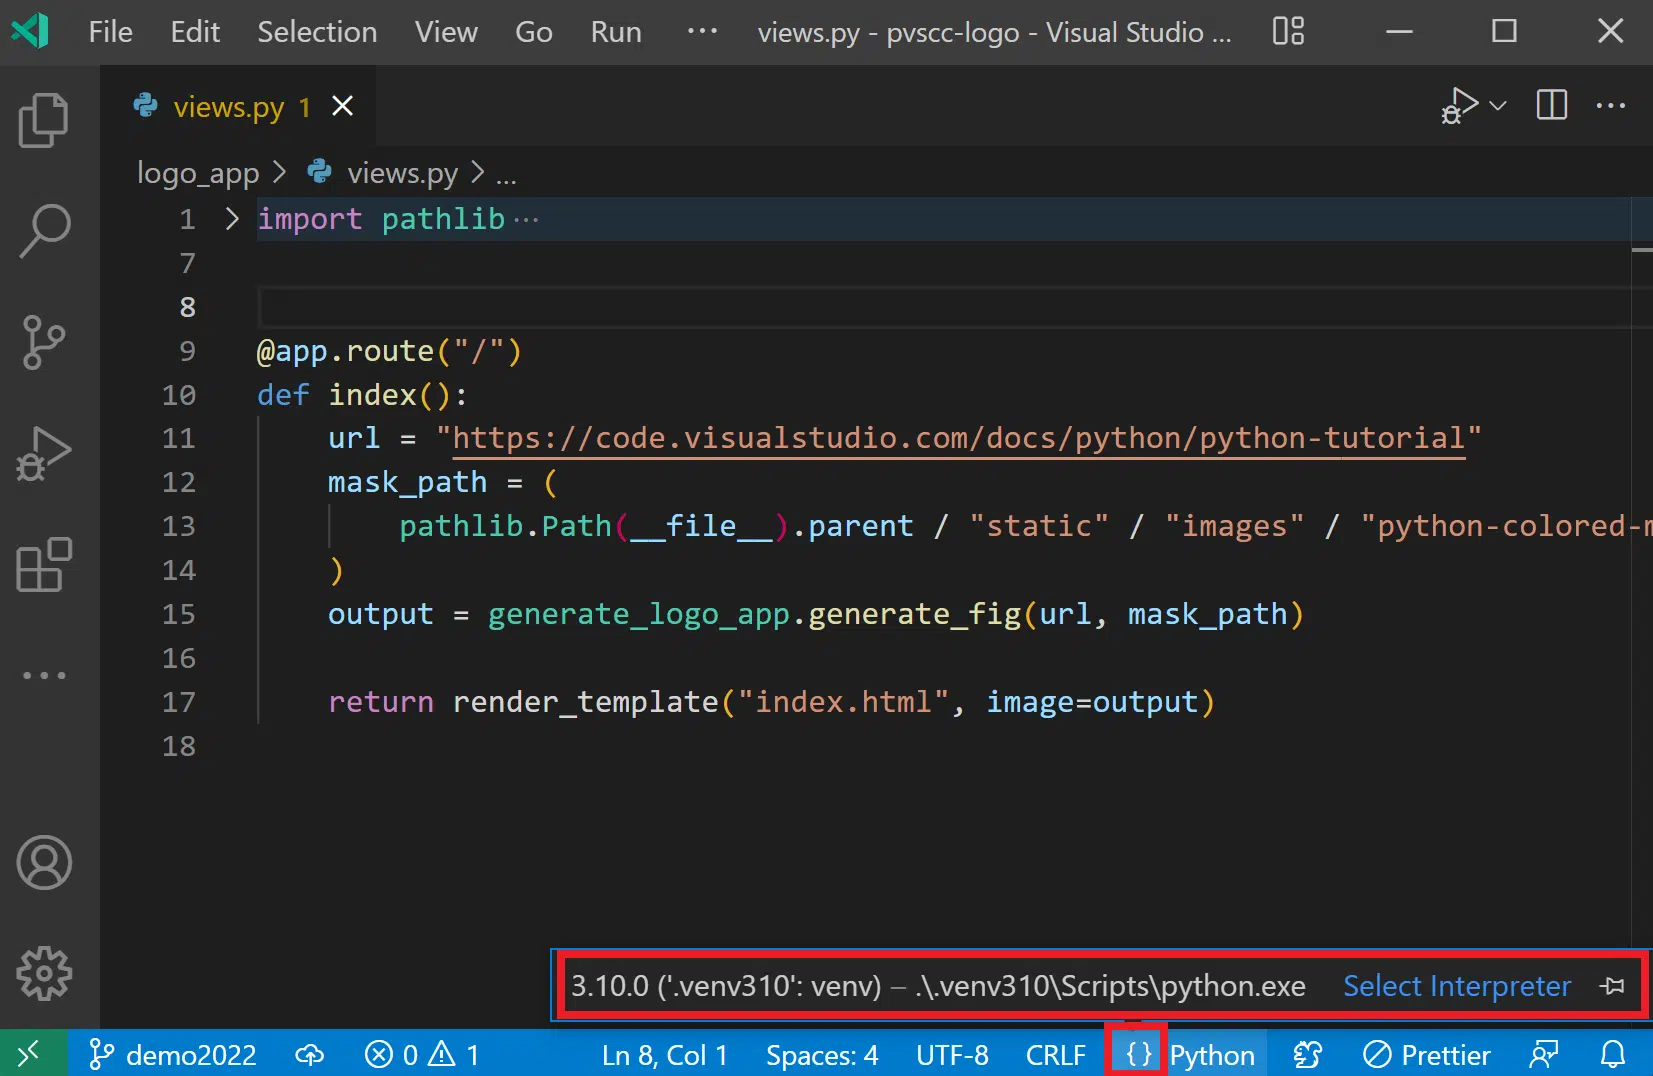 File Edit Selection View Go Run ··· views.py - pvscc-logo - Visual Studio ...
views.py 1
logo_app > views.py > ...
1 > import pathlib ···
7
8
9 @app.route("/")
10 def index():
11 url = "https://code.visualstudio.com/docs/python/python-tutorial"
12 mask_path = (
13 pathlib.Path(__file__).parent / "static" / "images" / "python-colored-m
14 )
15 output = generate_logo_app.generate_fig(url, mask_path)
16
17 return render_template("index.html", image=output)
18
3.10.0 ('.venv310': venv) – .\.venv310\Scripts\python.exe Select Interpreter
demo2022 0 1 Ln 8, Col 1 Spaces: 4 UTF-8 CRLF {} Python Prettier